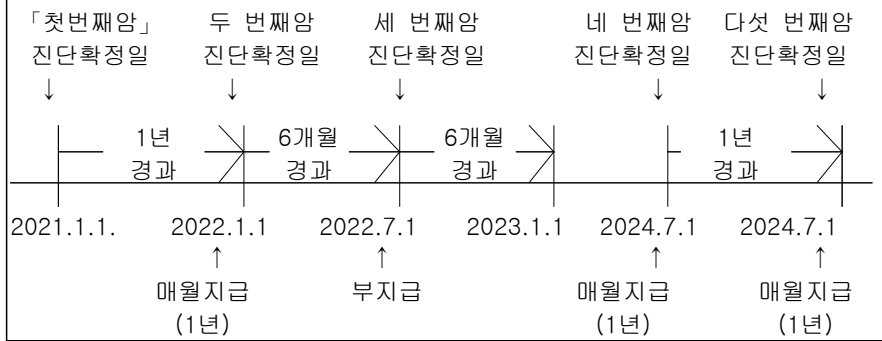 「첫번째암」 두 번째암 세 번째암 네 번째암 다섯 번째암
진단확정일 진단확정일 진단확정일 진단확정일 진단확정일
↓ ↓ ↓ ↓ ↓
1년 6개월 6개월 1년
경과 경과 경과 경과
2021.1.1. 2022.1.1 2022.7.1 2023.1.1 2024.7.1 2024.7.1
↑ ↑ ↑ ↑
매월지급 부지급 매월지급 매월지급
(1년) (1년) (1년)